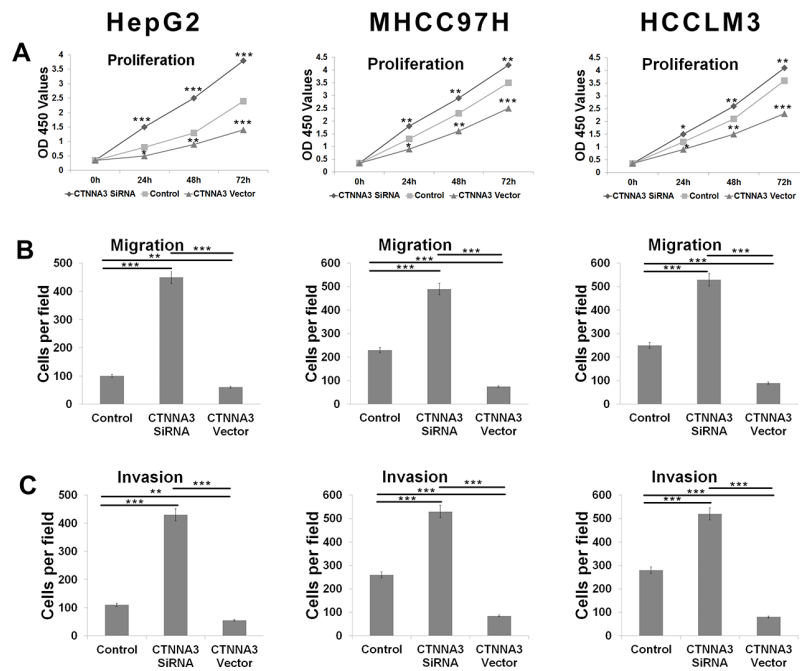 HepG2 MHCC97H HCCLM3
A
Proliferation
OD 450 Values
4
3.5
3
2.5
2
1.5
1
0.5
0
*** *** ***
* ** ***
0h 24h 48h 72h
CTNNA3 SiRNA Control CTNNA3 Vector
Proliferation
OD 450 Values
4.5
4
3.5
3
2.5
2
1.5
1
0.5
0
** ** **
* ** ***
0h 24h 48h 72h
CTNNA3 SiRNA Control CTNNA3 Vector
Proliferation
OD 450 Values
4.5
4
3.5
3
2.5
2
1.5
1
0.5
0
* ** **
* ** ***
0h 24h 48h 72h
CTNNA3 SiRNA Control CTNNA3 Vector
B
Migration
***
**
***
Cells per field
500
400
300
200
100
0
Control CTNNA3 CTNNA3
SiRNA Vector
Migration
***
***
***
Cells per field
600
500
400
300
200
100
0
Control CTNNA3 CTNNA3
SiRNA Vector
Migration
***
***
***
Cells per field
600
500
400
300
200
100
0
Control CTNNA3 CTNNA3
SiRNA Vector
C
Invasion
***
**
***
Cells per field
500
400
300
200
100
0
Control CTNNA3 CTNNA3
SiRNA Vector
Invasion
***
***
***
Cells per field
600
500
400
300
200
100
0
Control CTNNA3 CTNNA3
SiRNA Vector
Invasion
***
***
***
Cells per field
600
500
400
300
200
100
0
Control CTNNA3 CTNNA3
SiRNA Vector